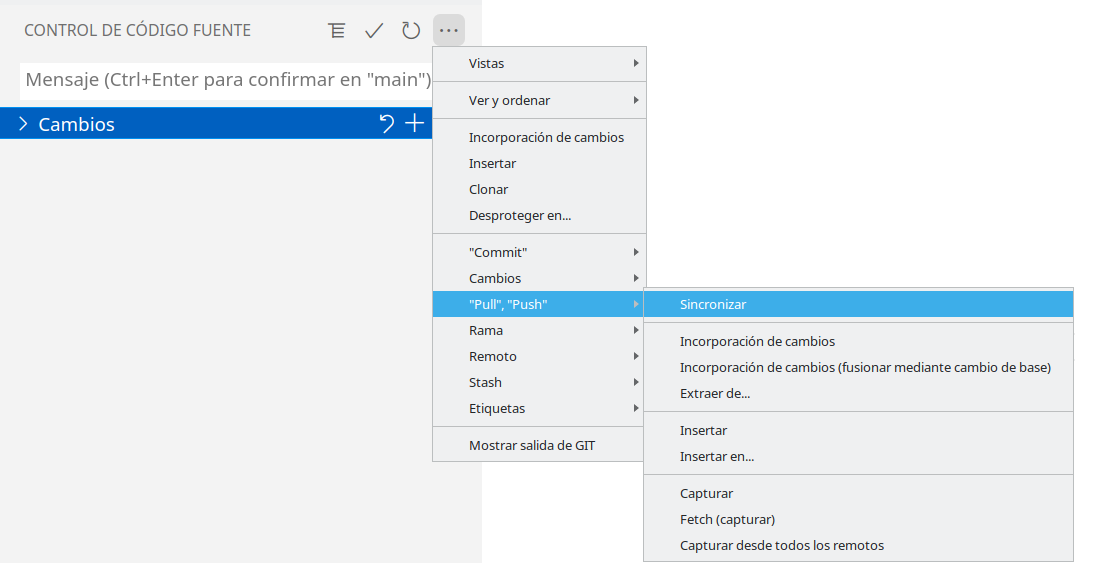 CONTROL DE CÓDIGO FUENTE
Mensaje (Ctrl+Enter para confirmar en "main")
Cambios
Vistas
Ver y ordenar
Incorporación de cambios
Insertar
Clonar
Desproteger en...
"Commit"
Cambios
"Pull", "Push"
Rama
Remoto
Stash
Etiquetas
Mostrar salida de GIT
Sincronizar
Incorporación de cambios
Incorporación de cambios (fusionar mediante cambio de base)
Extraer de...
Insertar
Insertar en...
Capturar
Fetch (capturar)
Capturar desde todos los remotos